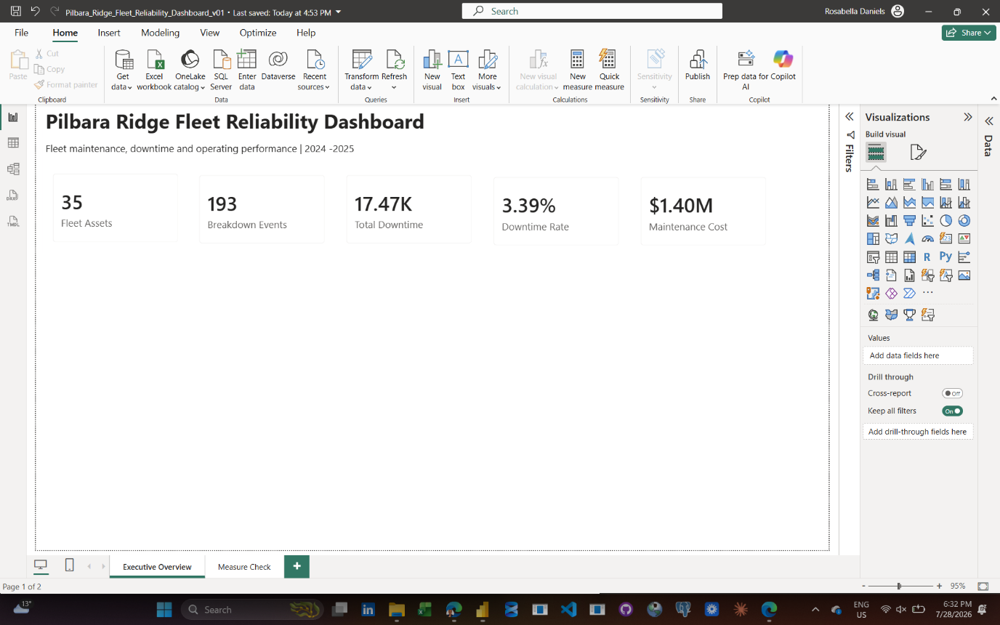 Pilbara_Ridge_Fleet_Reliability_Dashboard_v01 • Last saved: Today at 4:53 PM
Search
Rosabella Daniels
File Home Insert Modeling View Optimize Help
Share
Paste
Cut
Copy
Format painter
Clipboard
Get data
Excel workbook
OneLake catalog
SQL Server
Enter data
Dataverse
Recent sources
Data
Transform data
Refresh
Queries
New visual
Text box
More visuals
Insert
New visual calculation
New measure
Quick measure
Calculations
Sensitivity
Sensitivity
Publish
Share
Prep data for AI
Copilot
Copilot
Pilbara Ridge Fleet Reliability Dashboard
Fleet maintenance, downtime and operating performance | 2024 -2025
35
Fleet Assets
193
Breakdown Events
17.47K
Total Downtime
3.39%
Downtime Rate
$1.40M
Maintenance Cost
Filters
Visualizations
Build visual
R Py
123
Values
Add data fields here
Drill through
Cross-report
Off
Keep all filters
On
Add drill-through fields here
Data
DAX
TMDL
Executive Overview
Measure Check
+
Page 1 of 2
- + 95%
13°
Search
ENG
US
6:32 PM
7/28/2026